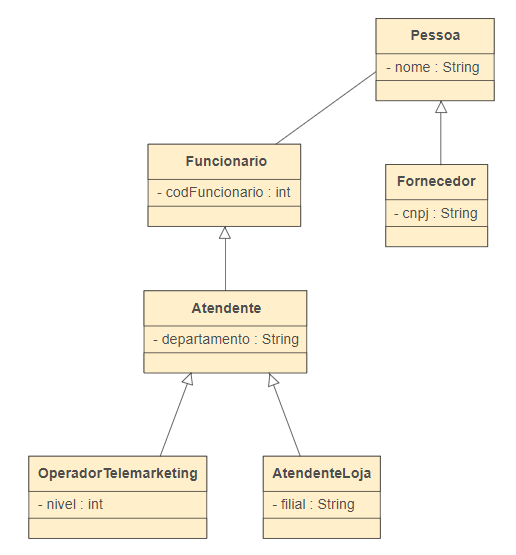 Pessoa
- nome : String
Funcionario
- codFuncionario : int
Fornecedor
- cnpj : String
Atendente
- departamento : String
OperadorTelemarketing
- nivel : int
AtendenteLoja
- filial : String